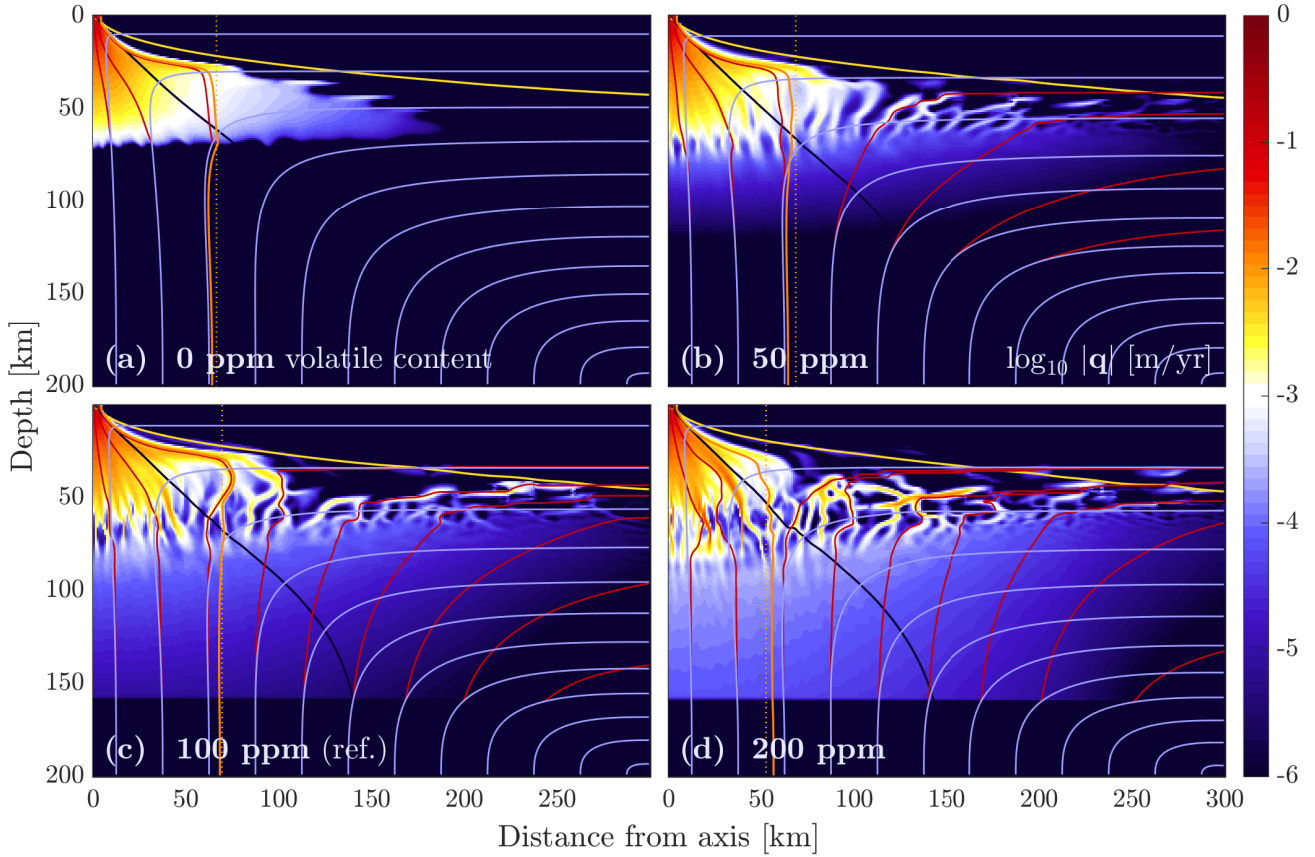 0
50
100
150
200
(a) 0 ppm volatile content
(b) 50 ppm
log10 |q| [m/yr]
0
-1
-2
-3
-4
-5
-6
Depth [km]
50
100
150
200
(c) 100 ppm (ref.)
(d) 200 ppm
0 50 100 150 200 250
0 50 100 150 200 250 300
Distance from axis [km]